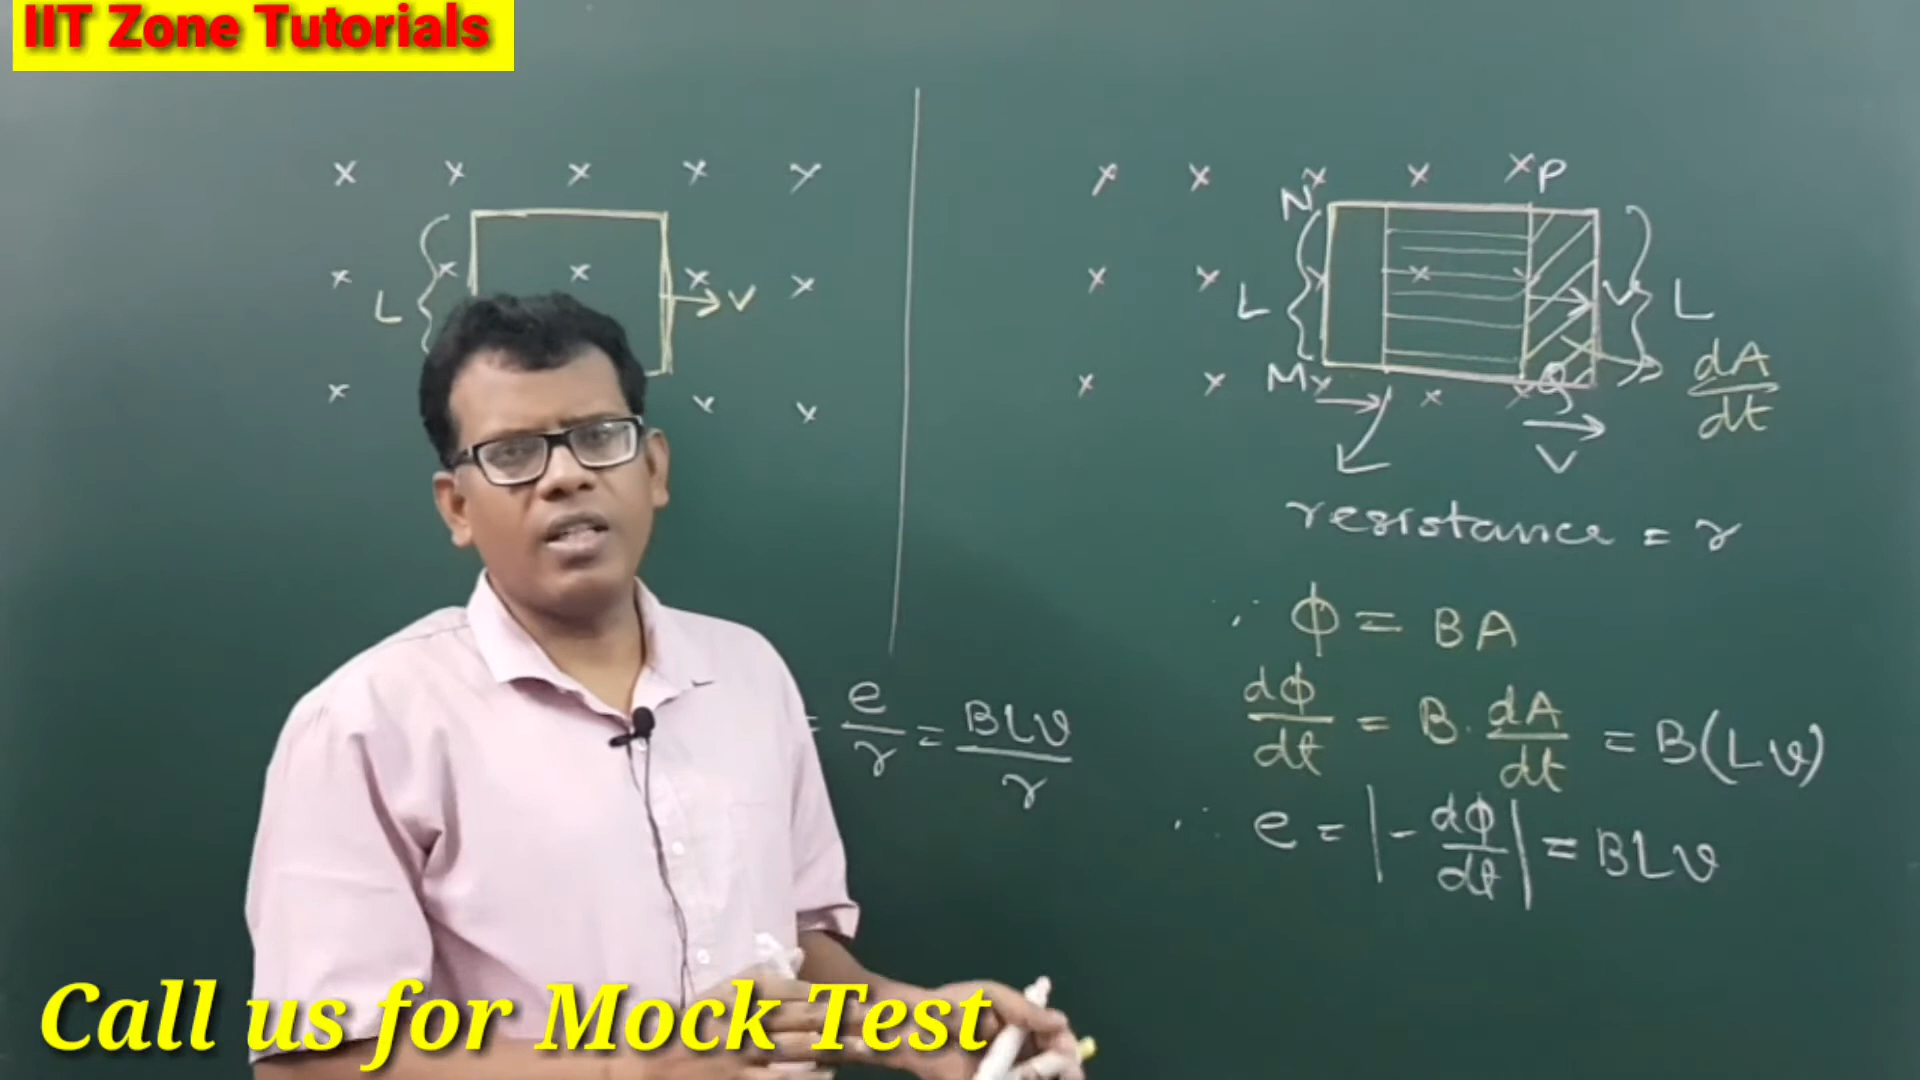 IIT Zone Tutorials
x x x x x
x x x x x
L
V
x x x
x x x x x P
N
x x x x
L
V
L
M x x x x Q
dA/dt
V
resistance = r
∵ ϕ = BA
dϕ/dt = B. dA/dt = B(Lv)
= e/r = BLv/r
∴ e = |- dϕ/dt| = BLv
Call us for Mock Test